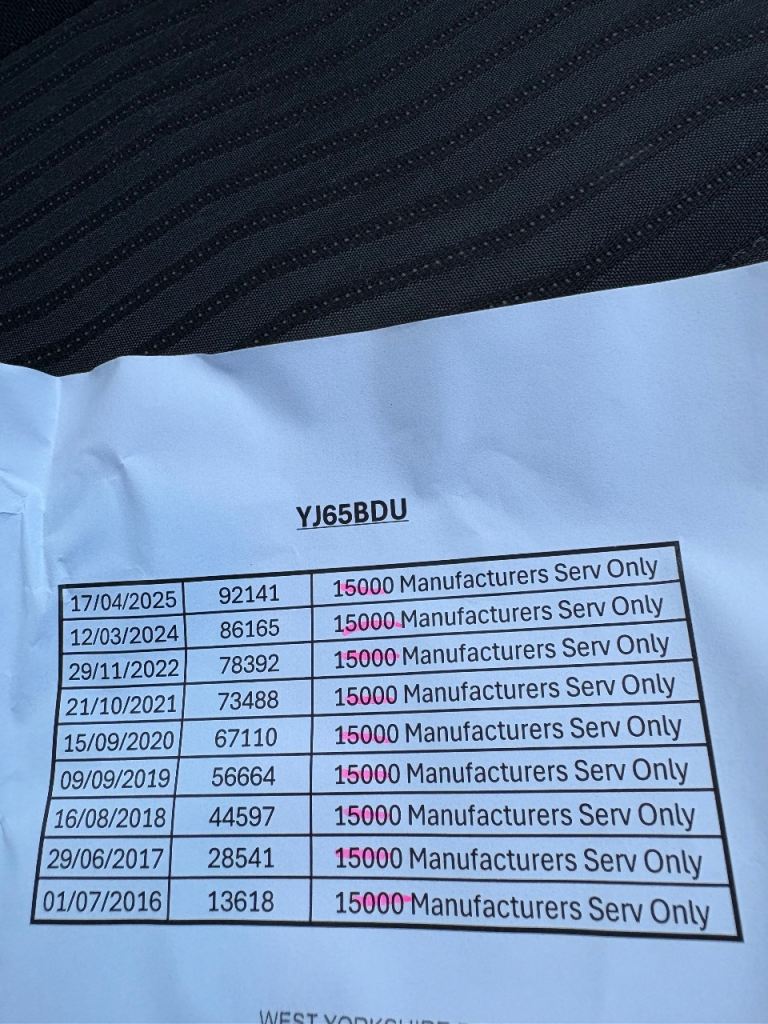 YJ65BDU
17/04/2025 92141 15000 Manufacturers Serv Only
12/03/2024 86165 15000 Manufacturers Serv Only
29/11/2022 78392 15000 Manufacturers Serv Only
21/10/2021 73488 15000 Manufacturers Serv Only
15/09/2020 67110 15000 Manufacturers Serv Only
09/09/2019 56664 15000 Manufacturers Serv Only
16/08/2018 44597 15000 Manufacturers Serv Only
29/06/2017 28541 15000 Manufacturers Serv Only
01/07/2016 13618 15000 Manufacturers Serv Only
WEST YORKSHIRE